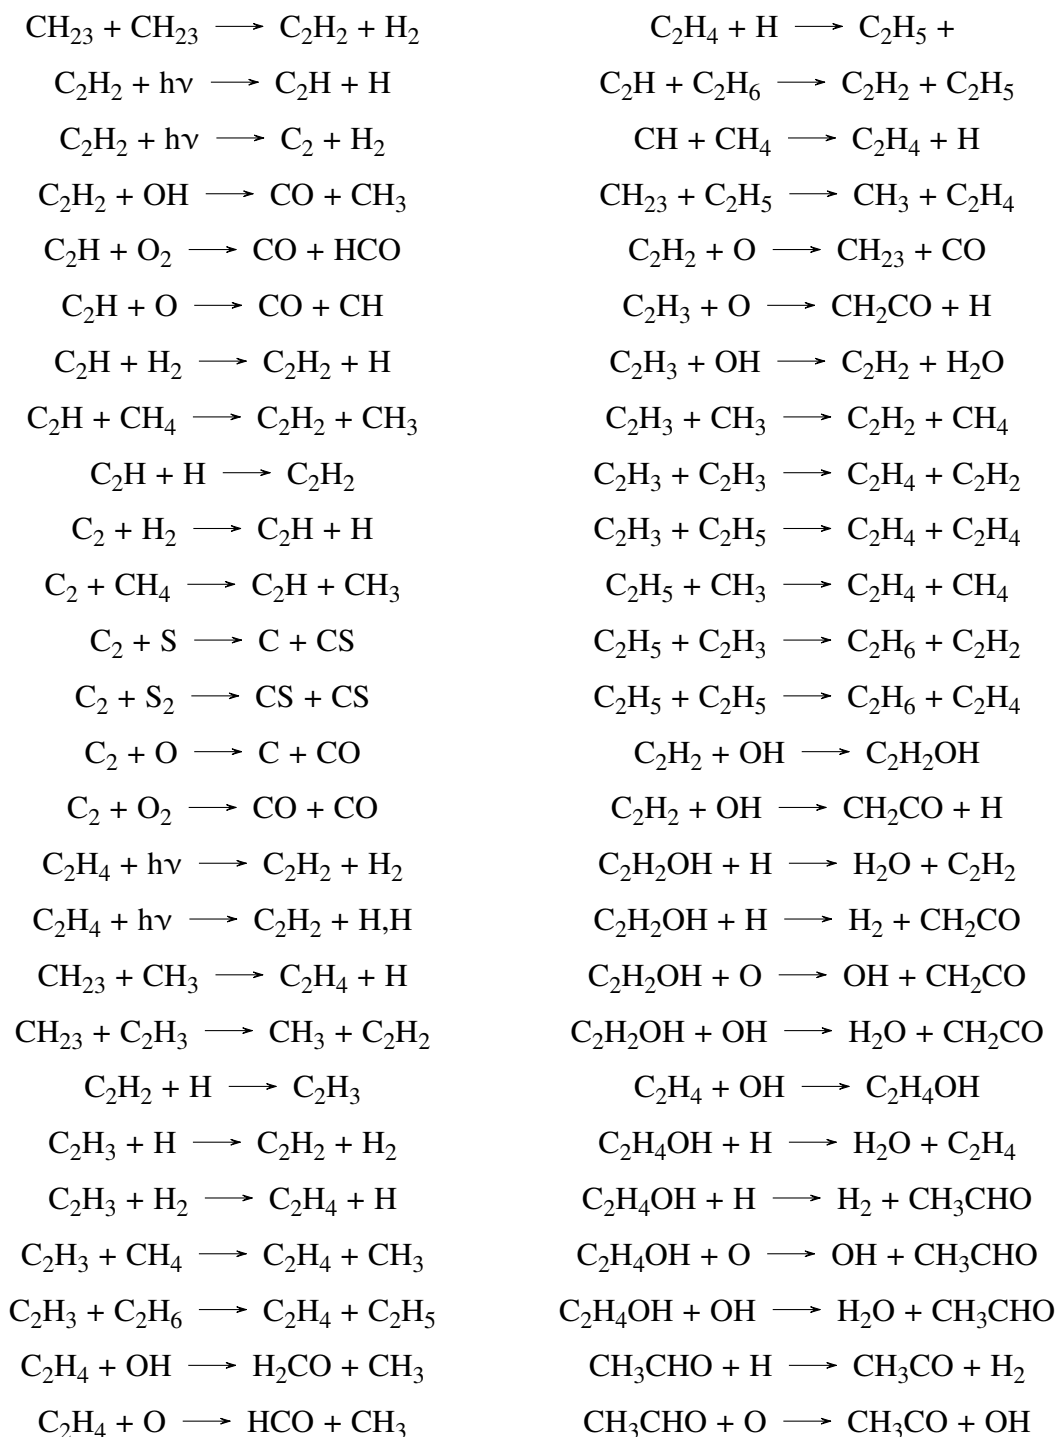 CH₂₃ + CH₂₃ ⟶ C₂H₂ + H₂
C₂H₂ + hν ⟶ C₂H + H
C₂H₂ + hν ⟶ C₂ + H₂
C₂H₂ + OH ⟶ CO + CH₃
C₂H + O₂ ⟶ CO + HCO
C₂H + O ⟶ CO + CH
C₂H + H₂ ⟶ C₂H₂ + H
C₂H + CH₄ ⟶ C₂H₂ + CH₃
C₂H + H ⟶ C₂H₂
C₂ + H₂ ⟶ C₂H + H
C₂ + CH₄ ⟶ C₂H + CH₃
C₂ + S ⟶ C + CS
C₂ + S₂ ⟶ CS + CS
C₂ + O ⟶ C + CO
C₂ + O₂ ⟶ CO + CO
C₂H₄ + hν ⟶ C₂H₂ + H₂
C₂H₄ + hν ⟶ C₂H₂ + H,H
CH₂₃ + CH₃ ⟶ C₂H₄ + H
CH₂₃ + C₂H₃ ⟶ CH₃ + C₂H₂
C₂H₂ + H ⟶ C₂H₃
C₂H₃ + H ⟶ C₂H₂ + H₂
C₂H₃ + H₂ ⟶ C₂H₄ + H
C₂H₃ + CH₄ ⟶ C₂H₄ + CH₃
C₂H₃ + C₂H₆ ⟶ C₂H₄ + C₂H₅
C₂H₄ + OH ⟶ H₂CO + CH₃
C₂H₄ + O ⟶ HCO + CH₃
C₂H₄ + H ⟶ C₂H₅ +
C₂H + C₂H₆ ⟶ C₂H₂ + C₂H₅
CH + CH₄ ⟶ C₂H₄ + H
CH₂₃ + C₂H₅ ⟶ CH₃ + C₂H₄
C₂H₂ + O ⟶ CH₂₃ + CO
C₂H₃ + O ⟶ CH₂CO + H
C₂H₃ + OH ⟶ C₂H₂ + H₂O
C₂H₃ + CH₃ ⟶ C₂H₂ + CH₄
C₂H₃ + C₂H₃ ⟶ C₂H₄ + C₂H₂
C₂H₃ + C₂H₅ ⟶ C₂H₄ + C₂H₄
C₂H₅ + CH₃ ⟶ C₂H₄ + CH₄
C₂H₅ + C₂H₃ ⟶ C₂H₆ + C₂H₂
C₂H₅ + C₂H₅ ⟶ C₂H₆ + C₂H₄
C₂H₂ + OH ⟶ C₂H₂OH
C₂H₂ + OH ⟶ CH₂CO + H
C₂H₂OH + H ⟶ H₂O + C₂H₂
C₂H₂OH + H ⟶ H₂ + CH₂CO
C₂H₂OH + O ⟶ OH + CH₂CO
C₂H₂OH + OH ⟶ H₂O + CH₂CO
C₂H₄ + OH ⟶ C₂H₄OH
C₂H₄OH + H ⟶ H₂O + C₂H₄
C₂H₄OH + H ⟶ H₂ + CH₃CHO
C₂H₄OH + O ⟶ OH + CH₃CHO
C₂H₄OH + OH ⟶ H₂O + CH₃CHO
CH₃CHO + H ⟶ CH₃CO + H₂
CH₃CHO + O ⟶ CH₃CO + OH